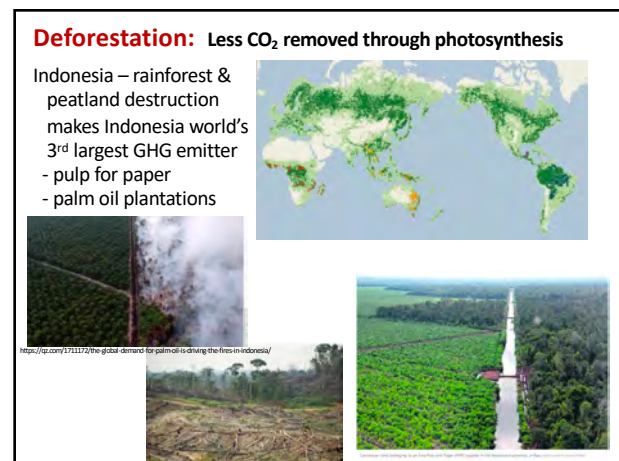 Deforestation: Less CO₂ removed through photosynthesis
Indonesia – rainforest &
peatland destruction
makes Indonesia world's
3rd largest GHG emitter
- pulp for paper
- palm oil plantations
https://qz.com/1711172/the-global-demand-for-palm-oil-is-driving-the-fires-in-indonesia/